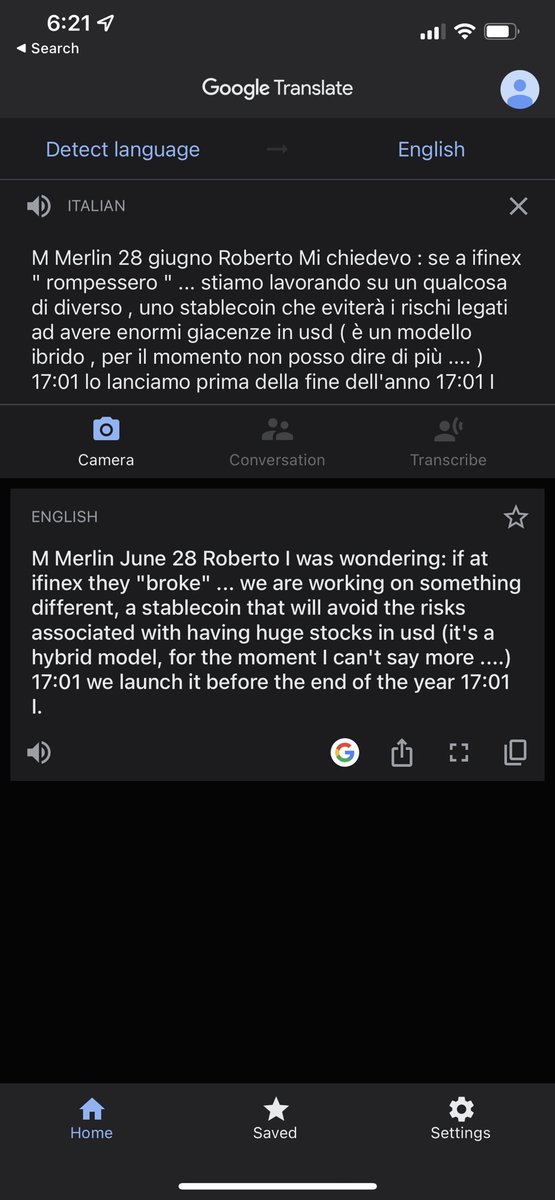 6:21
◀ Search
Google Translate
Detect language → English
ITALIAN
M Merlin 28 giugno Roberto Mi chiedevo : se a ifinex
" rompessero " ... stiamo lavorando su un qualcosa
di diverso , uno stablecoin che eviterà i rischi legati
ad avere enormi giacenze in usd ( è un modello
ibrido , per il momento non posso dire di più .... )
17:01 lo lanciamo prima della fine dell'anno 17:01 I
Camera Conversation Transcribe
ENGLISH
M Merlin June 28 Roberto I was wondering: if at
ifinex they "broke" ... we are working on something
different, a stablecoin that will avoid the risks
associated with having huge stocks in usd (it's a
hybrid model, for the moment I can't say more ....)
17:01 we launch it before the end of the year 17:01
I.
G
Home Saved Settings